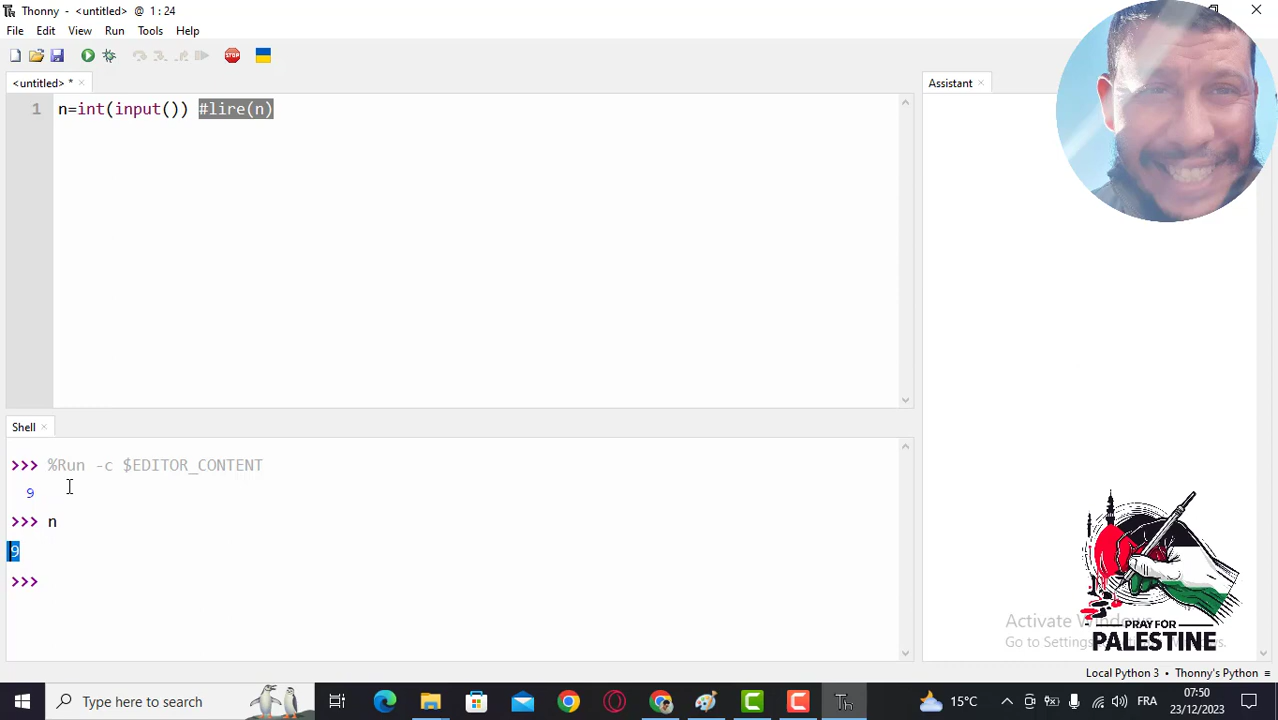 Thonny - <untitled> @ 1:24
File Edit View Run Tools Help
STOP
<untitled> *
Assistant
1 n=int(input()) #lire(n)
Shell
>>> %Run -c $EDITOR_CONTENT
9
>>> n
9
>>>
Activate Windows
Go to Settings
PRAY FOR
PALESTINE
Local Python 3 • Thonny's Python
Type here to search
Th
15°C
FRA
07:50
23/12/2023